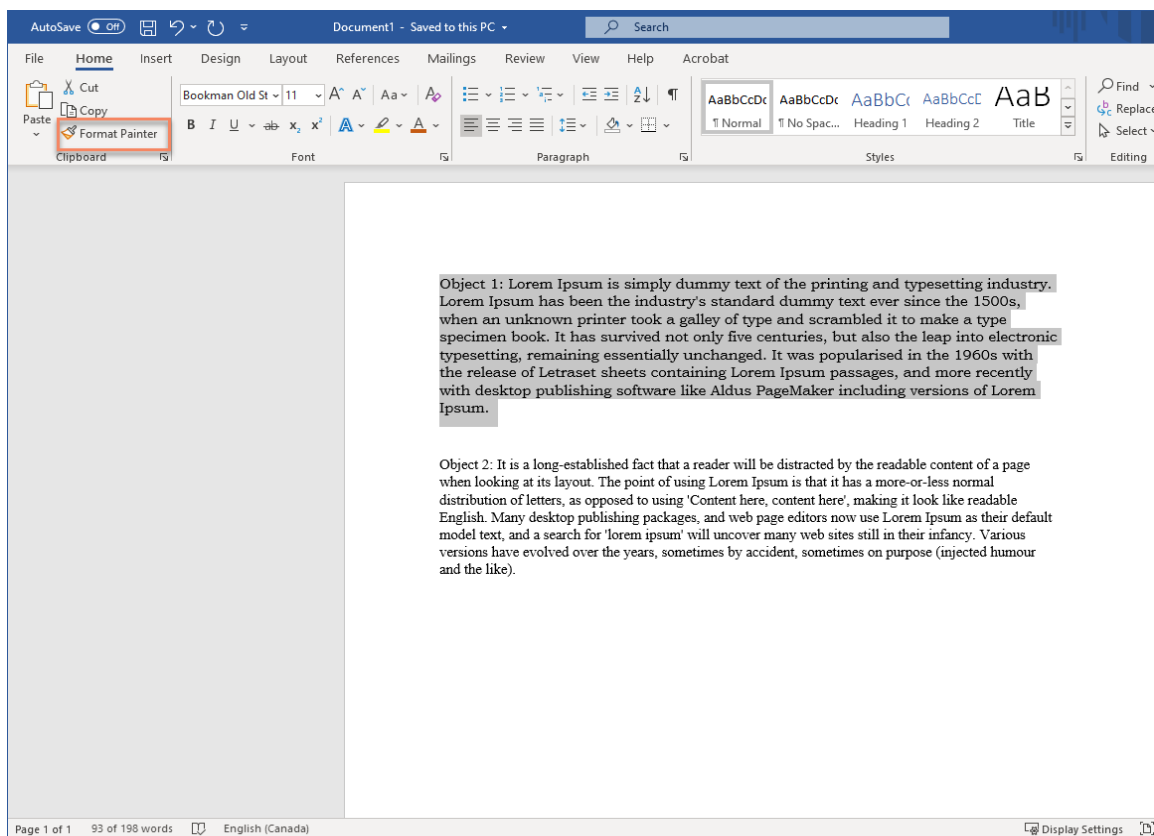 AutoSave Off Document1 - Saved to this PC Search
File Home Insert Design Layout References Mailings Review View Help Acrobat
Paste
Cut
Copy
Format Painter
Clipboard
Bookman Old St 11 A A Aa A
B I U ab x2 x2 A A
Font
Paragraph
AaBbCcDc AaBbCcDc AaBbCc AaBbCcE AaB
¶ Normal ¶ No Spac... Heading 1 Heading 2 Title
Styles
Find
Replace
Select
Editing
Object 1: Lorem Ipsum is simply dummy text of the printing and typesetting industry.
Lorem Ipsum has been the industry's standard dummy text ever since the 1500s,
when an unknown printer took a galley of type and scrambled it to make a type
specimen book. It has survived not only five centuries, but also the leap into electronic
typesetting, remaining essentially unchanged. It was popularised in the 1960s with
the release of Letraset sheets containing Lorem Ipsum passages, and more recently
with desktop publishing software like Aldus PageMaker including versions of Lorem
Ipsum.
Object 2: It is a long-established fact that a reader will be distracted by the readable content of a page
when looking at its layout. The point of using Lorem Ipsum is that it has a more-or-less normal
distribution of letters, as opposed to using 'Content here, content here', making it look like readable
English. Many desktop publishing packages, and web page editors now use Lorem Ipsum as their default
model text, and a search for 'lorem ipsum' will uncover many web sites still in their infancy. Various
versions have evolved over the years, sometimes by accident, sometimes on purpose (injected humour
and the like).
Page 1 of 1 93 of 198 words English (Canada) Display Settings